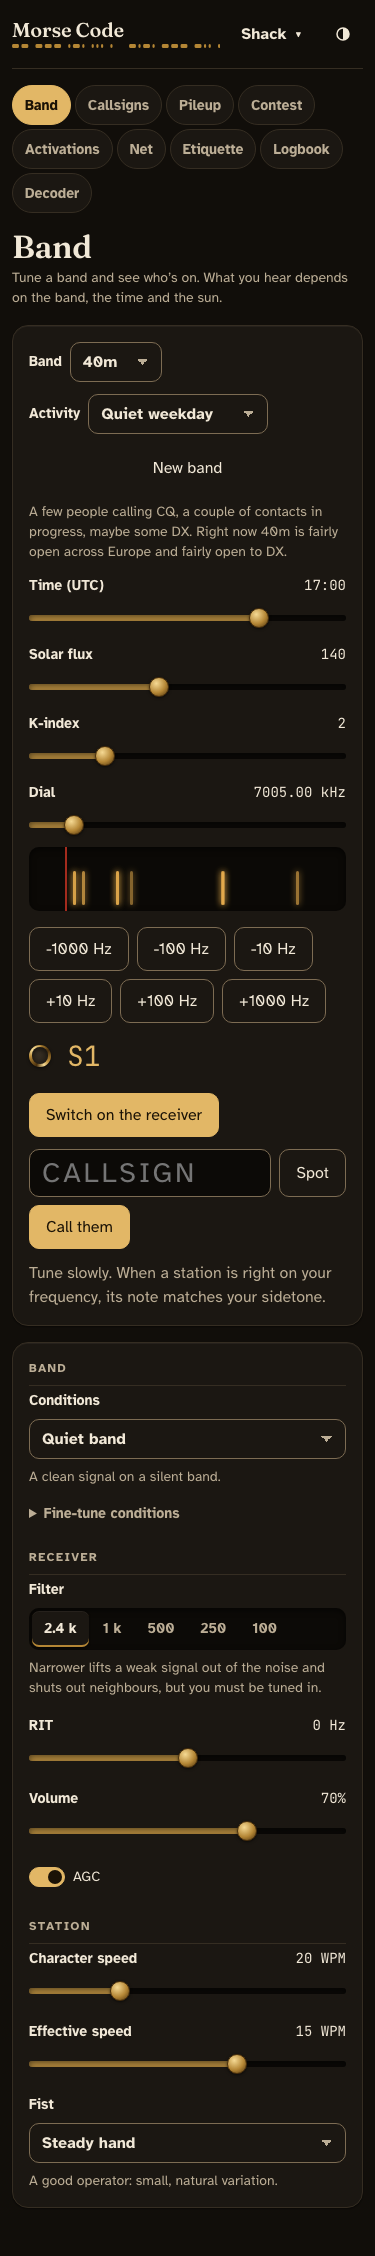 Morse Code
Shack ▾
Band
Callsigns
Pileup
Contest
Activations
Net
Etiquette
Logbook
Decoder
Band
Tune a band and see who's on. What you hear depends
on the band, the time and the sun.
Band 40m
Activity Quiet weekday
New band
A few people calling CQ, a couple of contacts in
progress, maybe some DX. Right now 40m is fairly
open across Europe and fairly open to DX.
Time (UTC) 17:00
Solar flux 140
K-index 2
Dial 7005.00 kHz
-1000 Hz
-100 Hz
-10 Hz
+10 Hz
+100 Hz
+1000 Hz
S1
Switch on the receiver
CALLSIGN
Spot
Call them
Tune slowly. When a station is right on your
frequency, its note matches your sidetone.
BAND
Conditions
Quiet band
A clean signal on a silent band.
Fine-tune conditions
RECEIVER
Filter
2.4 k 1 k 500 250 100
Narrower lifts a weak signal out of the noise and
shuts out neighbours, but you must be tuned in.
RIT 0 Hz
Volume 70%
AGC
STATION
Character speed 20 WPM
Effective speed 15 WPM
Fist
Steady hand
A good operator: small, natural variation.